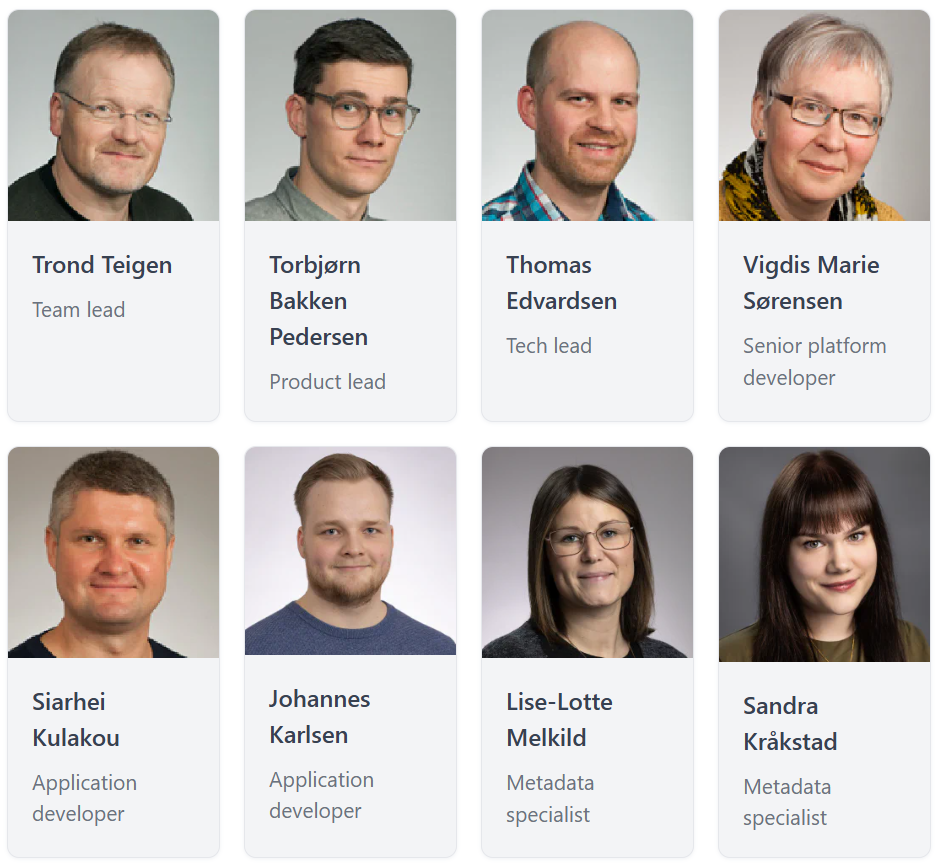 Trond Teigen
Team lead
Torbjørn
Bakken
Pedersen
Product lead
Thomas
Edvardsen
Tech lead
Vigdis Marie
Sørensen
Senior platform
developer
Siarhei
Kulakou
Application
developer
Johannes
Karlsen
Application
developer
Lise-Lotte
Melkild
Metadata
specialist
Sandra
Kråkstad
Metadata
specialist